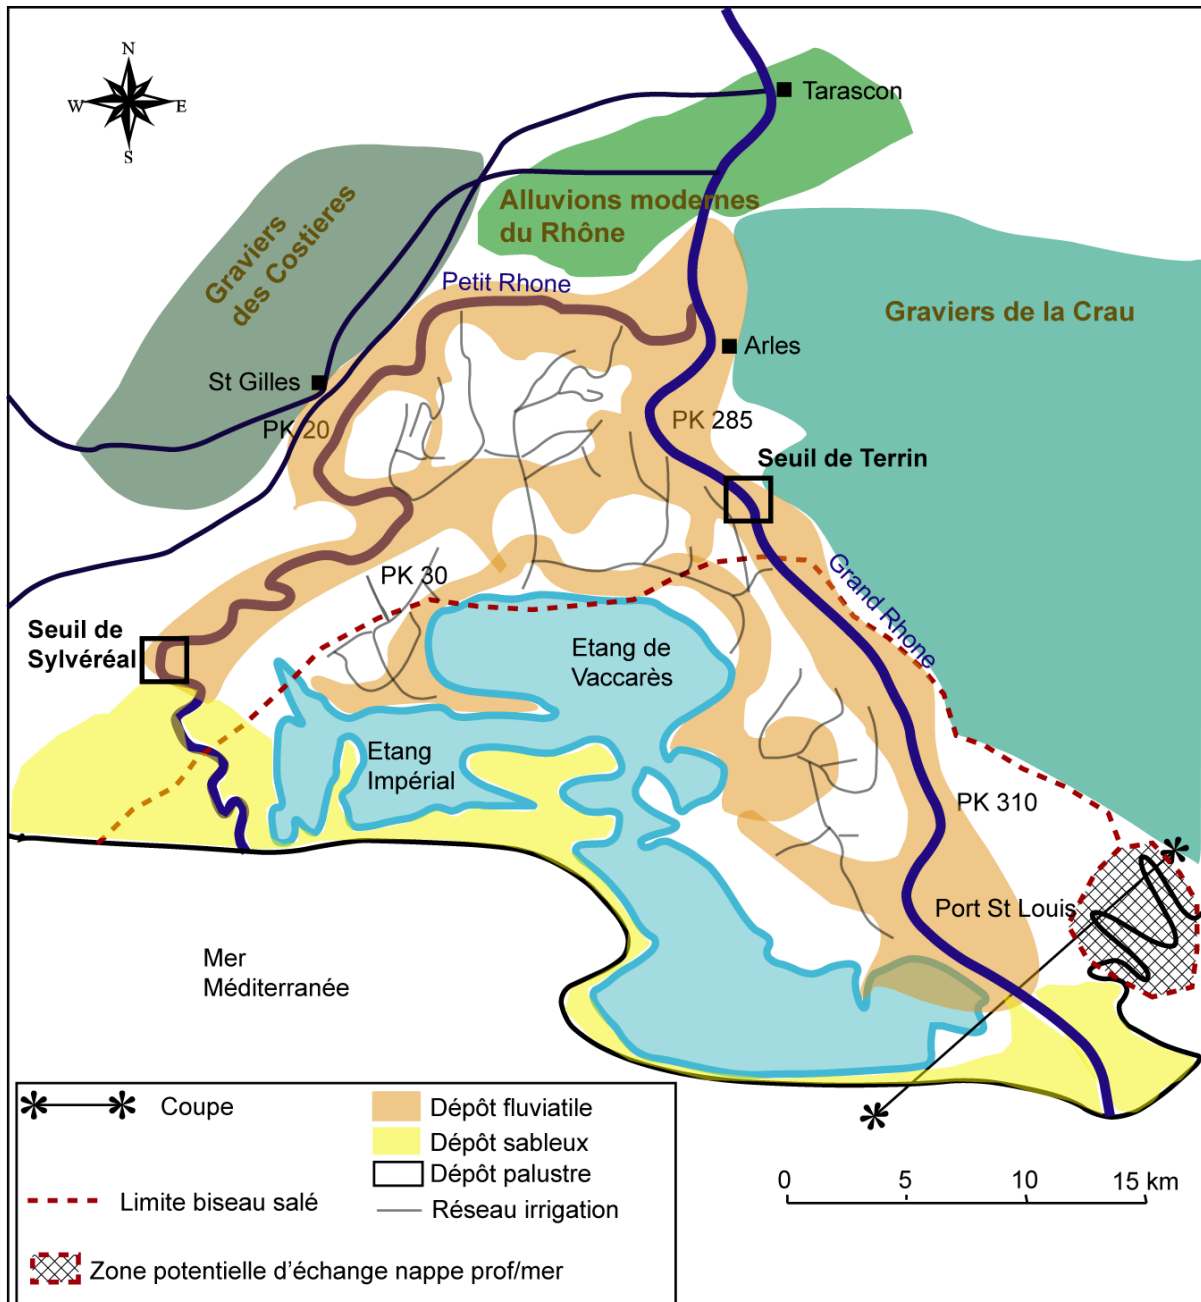 N
W
E
S
Tarascon
Graviers
des Costieres
Alluvions modernes
du Rhône
Petit Rhone
Graviers de la Crau
Arles
St Gilles
PK 20
PK 285
Seuil de Terrin
PK 30
Grand Rhone
Seuil de
Sylvéréal
Etang de
Vaccarès
Etang
Impérial
PK 310
Port St Louis
Mer
Méditerranée
Coupe
Limite biseau salé
Zone potentielle d'échange nappe prof/mer
Dépôt fluviatile
Dépôt sableux
Dépôt palustre
Réseau irrigation
0 5 10 15 km